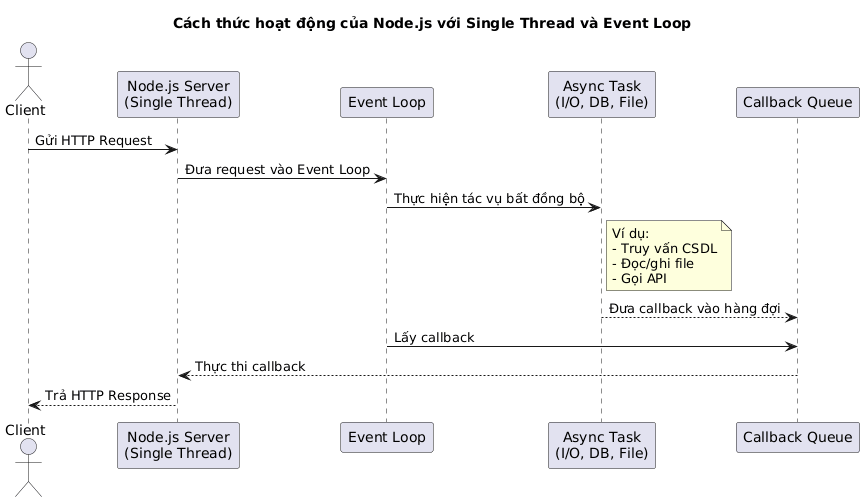 Cách thức hoạt động của Node.js với Single Thread và Event Loop
Client
Node.js Server
(Single Thread)
Event Loop
Async Task
(I/O, DB, File)
Callback Queue
Gửi HTTP Request
Đưa request vào Event Loop
Thực hiện tác vụ bất đồng bộ
Ví dụ:
- Truy vấn CSDL
- Đọc/ghi file
- Gọi API
Đưa callback vào hàng đợi
Lấy callback
Thực thi callback
Trả HTTP Response
Client
Node.js Server
(Single Thread)
Event Loop
Async Task
(I/O, DB, File)
Callback Queue